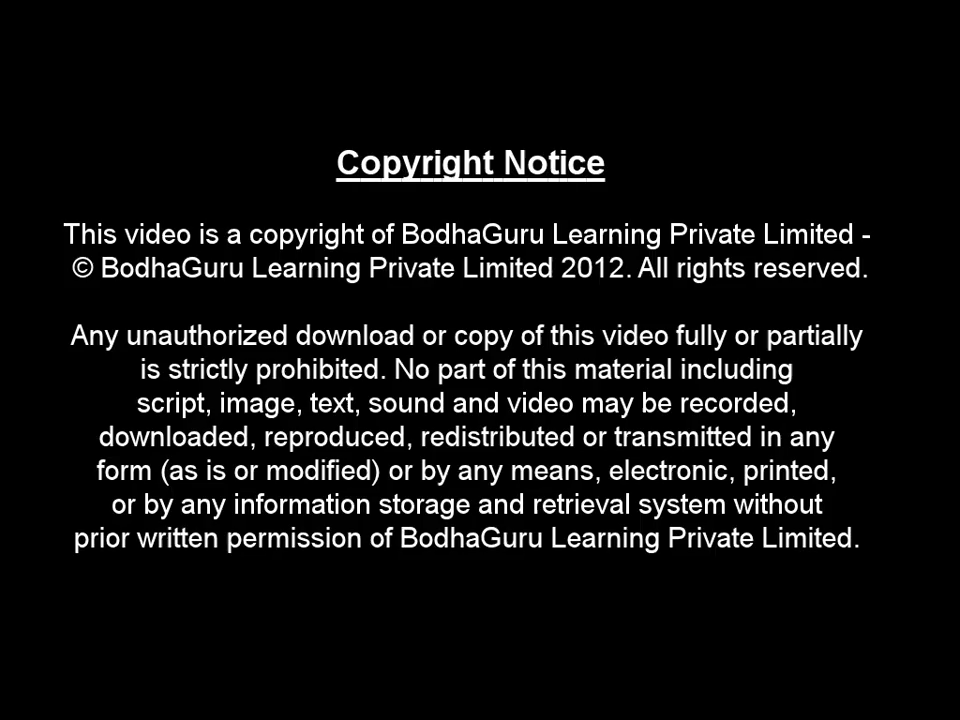 Copyright Notice
This video is a copyright of BodhaGuru Learning Private Limited -
© BodhaGuru Learning Private Limited 2012. All rights reserved.
Any unauthorized download or copy of this video fully or partially
is strictly prohibited. No part of this material including
script, image, text, sound and video may be recorded,
downloaded, reproduced, redistributed or transmitted in any
form (as is or modified) or by any means, electronic, printed,
or by any information storage and retrieval system without
prior written permission of BodhaGuru Learning Private Limited.